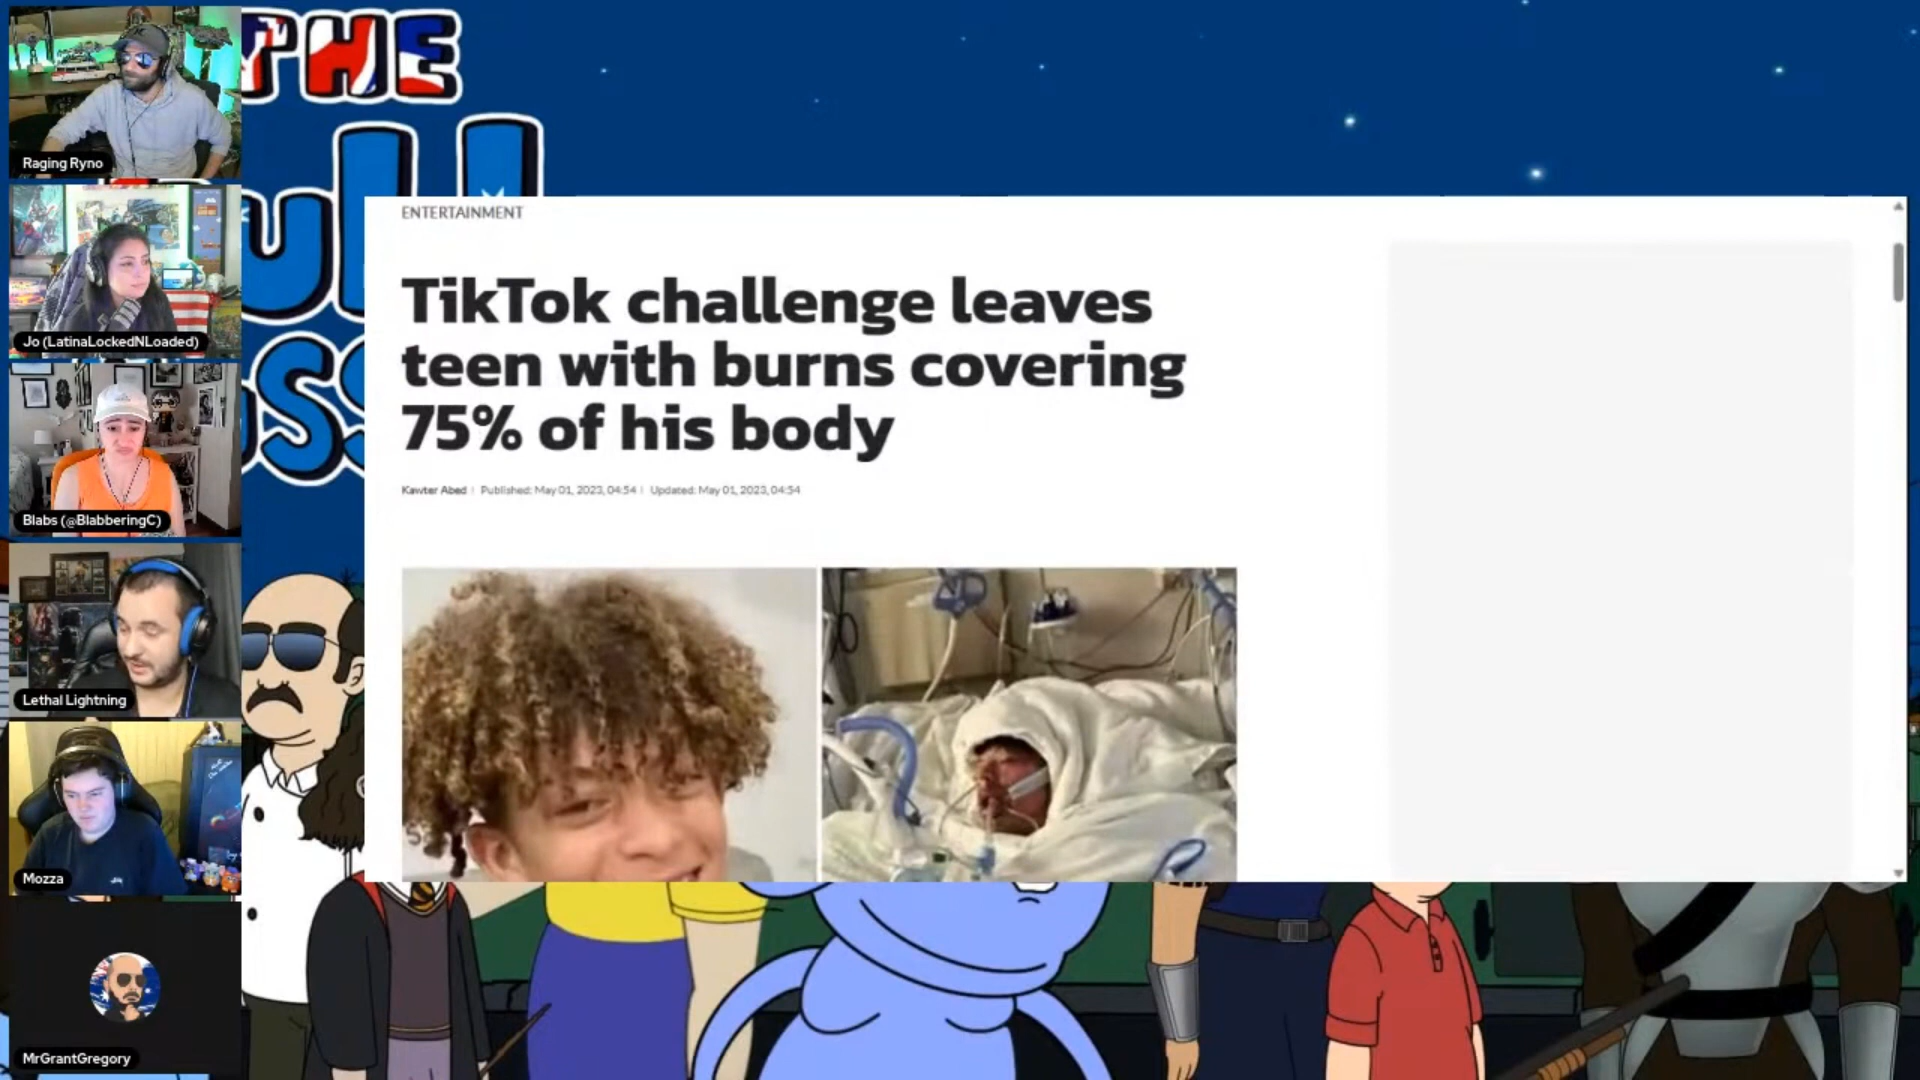 THE
Raging Ryno
Jo (LatinaLockedNLoaded)
Blabs (@BlabberingC)
Lethal Lightning
Mozza
MrGrantGregory
ENTERTAINMENT
TikTok challenge leaves
teen with burns covering
75% of his body
Kawter Abed | Published: May 01, 2023, 04:54 | Updated: May 01, 2023, 04:54